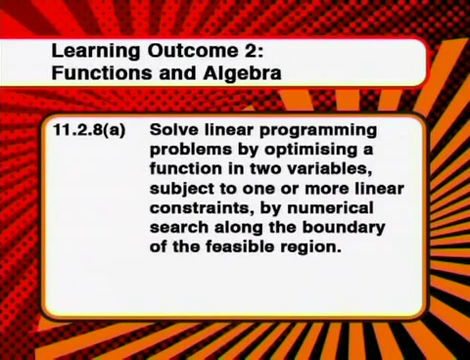 Learning Outcome 2:
Functions and Algebra
11.2.8(a) Solve linear programming
problems by optimising a
function in two variables,
subject to one or more linear
constraints, by numerical
search along the boundary
of the feasible region.